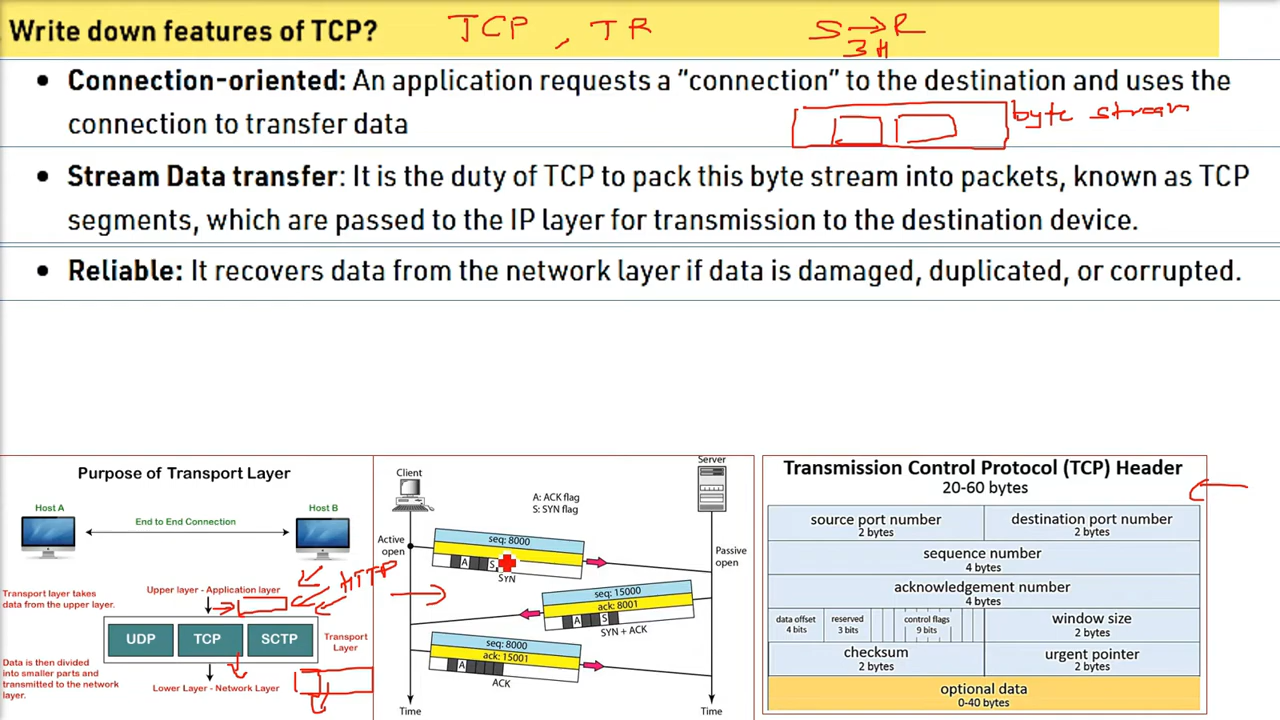 Write down features of TCP?
TCP , TR
S → R
3 H
• Connection-oriented: An application requests a “connection” to the destination and uses the
connection to transfer data
byte stream
• Stream Data transfer: It is the duty of TCP to pack this byte stream into packets, known as TCP
segments, which are passed to the IP layer for transmission to the destination device.
• Reliable: It recovers data from the network layer if data is damaged, duplicated, or corrupted.
Purpose of Transport Layer
Host A
Host B
End to End Connection
HTTP
Upper layer - Application layer
Transport layer takes
data from the upper layer.
UDP
TCP
SCTP
Transport
Layer
Data is then divided
into smaller parts and
transmitted to the network
layer.
Lower Layer - Network Layer
Client
Server
A: ACK flag
S: SYN flag
Active
open
seq: 8000
A S
SYN
Passive
open
seq: 15000
ack: 8001
A S
SYN + ACK
seq: 8000
ack: 15001
A
ACK
Time
Time
Transmission Control Protocol (TCP) Header
20-60 bytes
source port number
2 bytes
destination port number
2 bytes
sequence number
4 bytes
acknowledgement number
4 bytes
data offset
4 bits
reserved
3 bits
control flags
9 bits
window size
2 bytes
checksum
2 bytes
urgent pointer
2 bytes
optional data
0-40 bytes